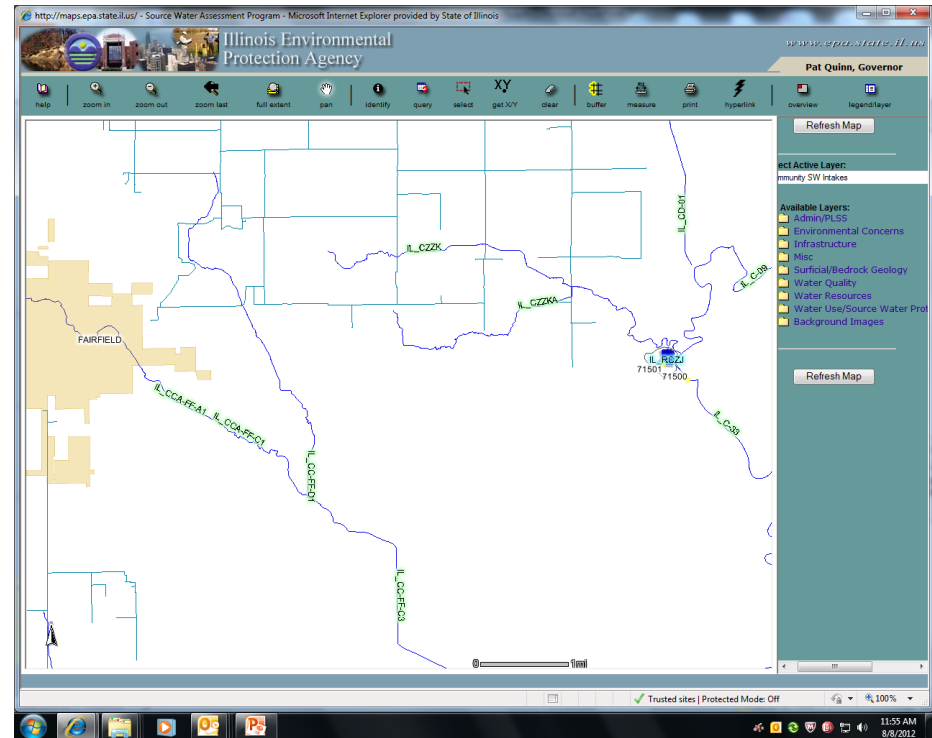 http://maps.epa.state.il.us/ - Source Water Assessment Program - Microsoft Internet Explorer provided by State of Illinois
Illinois Environmental
Protection Agency
www.epa.state.il.us
Pat Quinn, Governor
help zoom in zoom out zoom last full extent pan identify query select XY get X/Y clear buffer measure print hyperlink overview legend/layer
Refresh Map
ect Active Layer:
mmunity SW Intakes
Available Layers:
Admin/PLSS
Environmental Concerns
Infrastructure
Misc
Surficial/Bedrock Geology
Water Quality
Water Resources
Water Use/Source Water Prot
Background Images
Refresh Map
IL_CD-01
IL_CZZK
IL_C-09
IL_CZZKA
FAIRFIELD
IL_RCZJ
71501
71500
IL_CCA-FF-A1
IL_CCA-FF-C1
IL_C-33
IL_CC-FF-D1
IL_CC-FF-C3
0 1mi
Trusted sites | Protected Mode: Off
100%
11:55 AM
8/8/2012